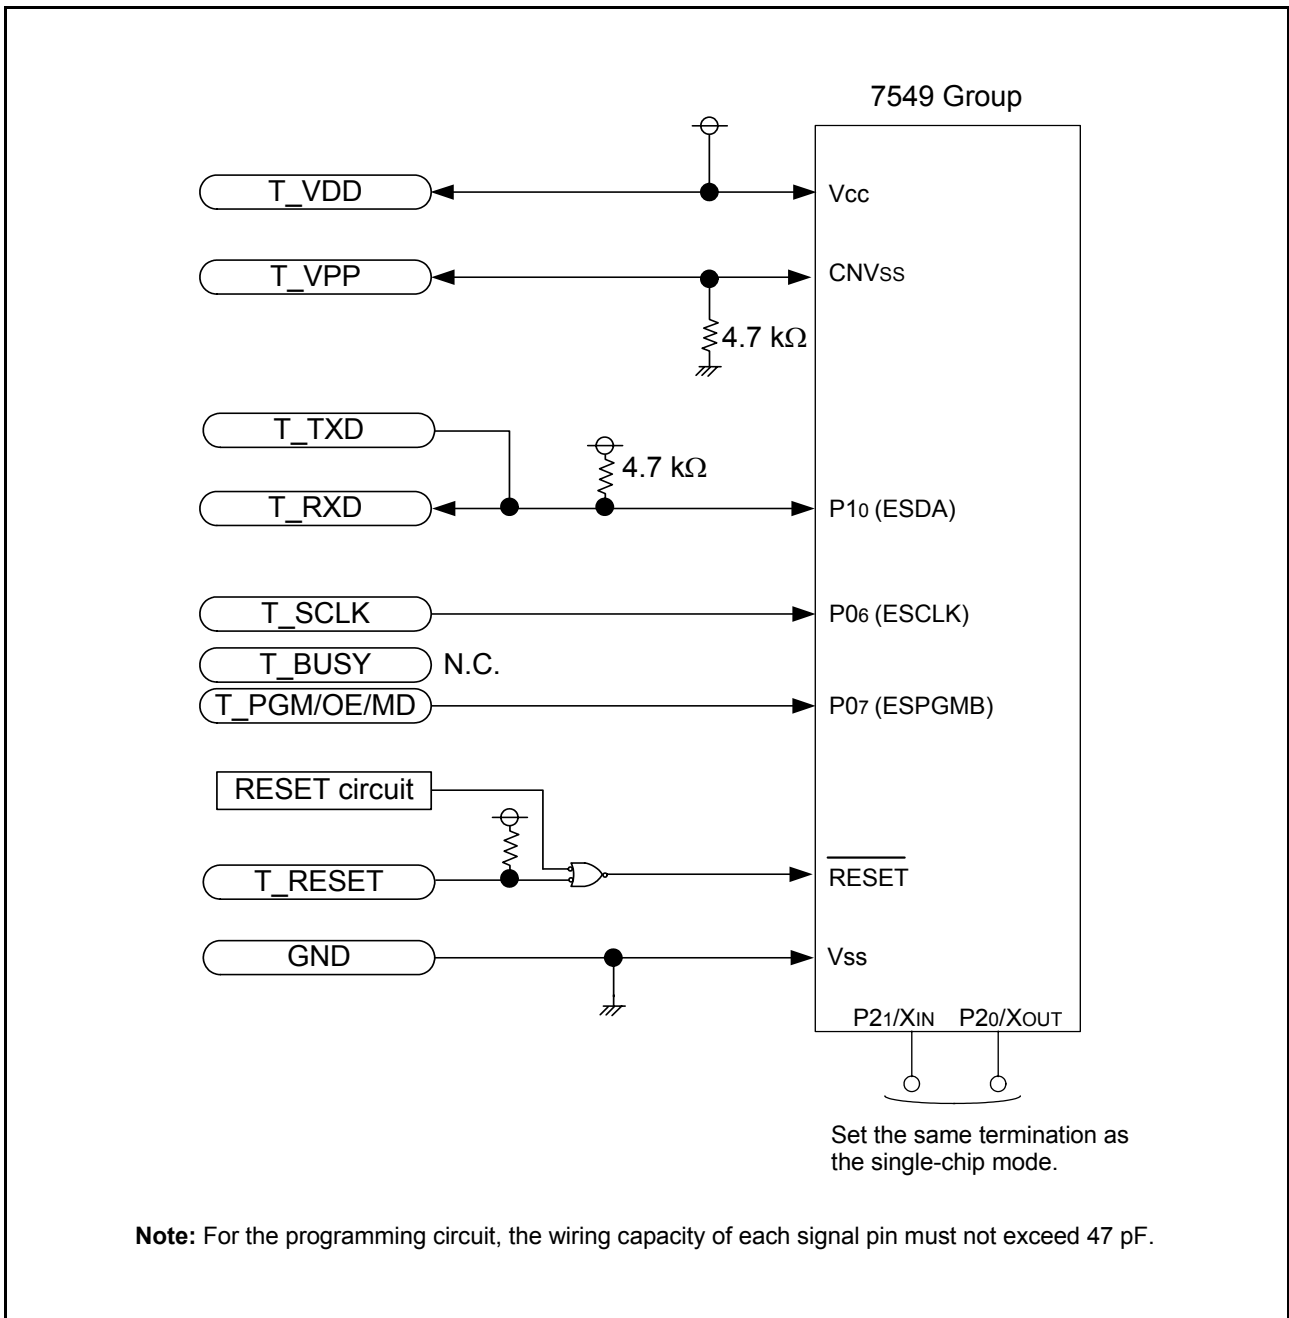 7549 Group
T_VDD
Vcc
T_VPP
CNVss
4.7 kΩ
T_TXD
4.7 kΩ
T_RXD
P10 (ESDA)
T_SCLK
P06 (ESCLK)
T_BUSY N.C.
T_PGM/OE/MD
P07 (ESPGMB)
RESET circuit
T_RESET
RESET
GND
Vss
P21/XIN P20/XOUT
Set the same termination as
the single-chip mode.
Note: For the programming circuit, the wiring capacity of each signal pin must not exceed 47 pF.